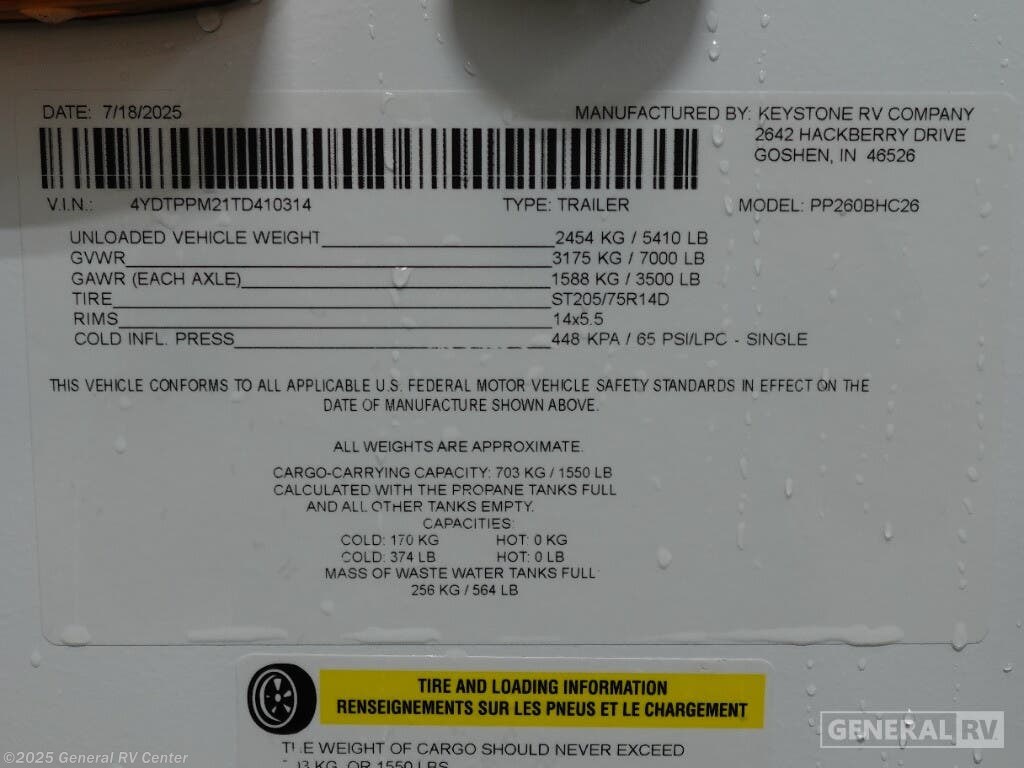 DATE: 7/18/2025
MANUFACTURED BY: KEYSTONE RV COMPANY
2642 HACKBERRY DRIVE
GOSHEN, IN 46526
V.I.N.: 4YDTPPM21TD410314 TYPE: TRAILER MODEL: PP260BHC26
UNLOADED VEHICLE WEIGHT 2454 KG / 5410 LB
GVWR 3175 KG / 7000 LB
GAWR (EACH AXLE) 1588 KG / 3500 LB
TIRE ST205/75R14D
RIMS 14x5.5
COLD INFL. PRESS 448 KPA / 65 PSI/LPC - SINGLE
THIS VEHICLE CONFORMS TO ALL APPLICABLE U.S. FEDERAL MOTOR VEHICLE SAFETY STANDARDS IN EFFECT ON THE
DATE OF MANUFACTURE SHOWN ABOVE.
ALL WEIGHTS ARE APPROXIMATE.
CARGO-CARRYING CAPACITY: 703 KG / 1550 LB
CALCULATED WITH THE PROPANE TANKS FULL
AND ALL OTHER TANKS EMPTY.
CAPACITIES:
COLD: 170 KG HOT: 0 KG
COLD: 374 LB HOT: 0 LB
MASS OF WASTE WATER TANKS FULL
256 KG / 564 LB
TIRE AND LOADING INFORMATION
RENSEIGNEMENTS SUR LES PNEUS ET LE CHARGEMENT
WEIGHT OF CARGO SHOULD NEVER EXCEED
KG OR 1550 LBS
GENERAL RV
©2025 General RV Center